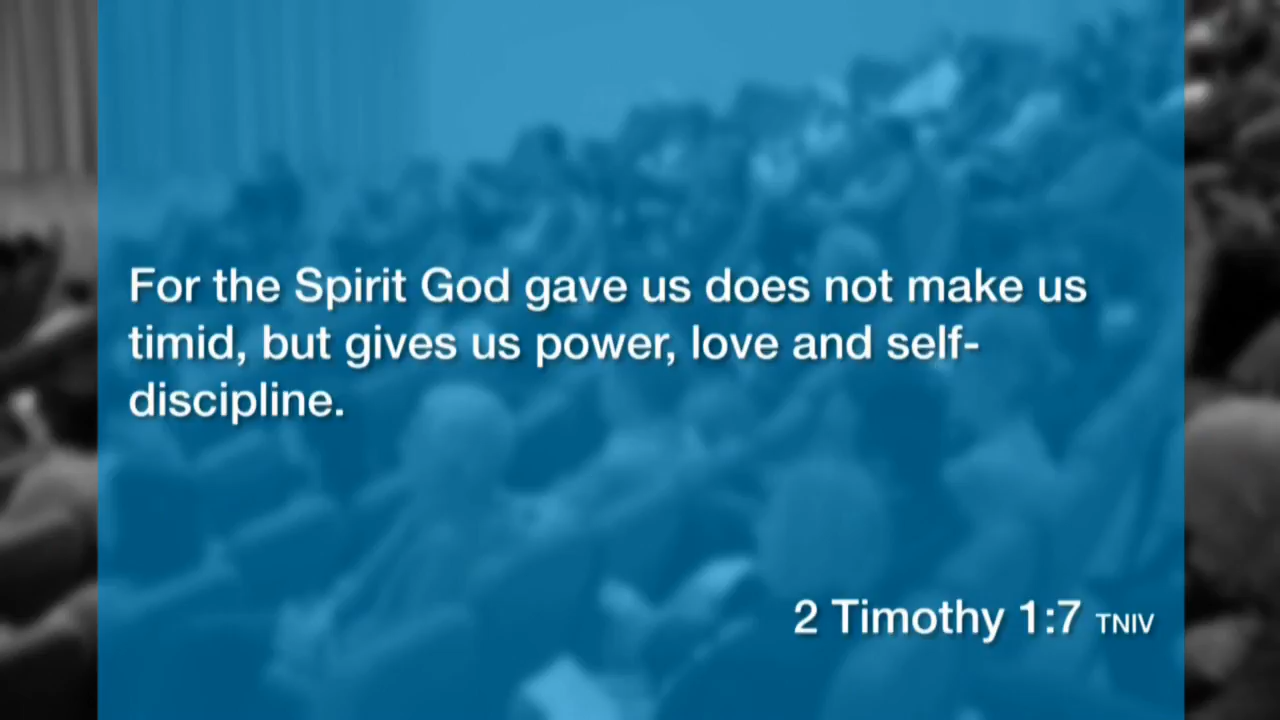 For the Spirit God gave us does not make us
timid, but gives us power, love and self-
discipline.
2 Timothy 1:7 TNIV